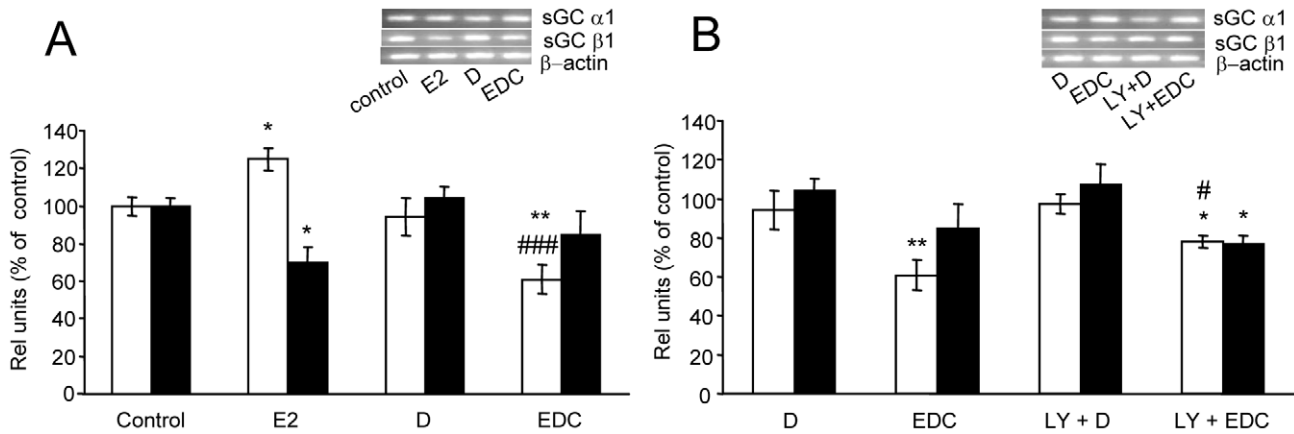 A
sGC α1
sGC β1
β–actin
control
E2
D
EDC
Rel units (% of control)
140
120
100
80
60
40
20
0
*
*
**
###
Control
E2
D
EDC
B
sGC α1
sGC β1
β–actin
D
EDC
LY+D
LY+EDC
Rel units (% of control)
140
120
100
80
60
40
20
0
**
#
*
*
D
EDC
LY + D
LY + EDC